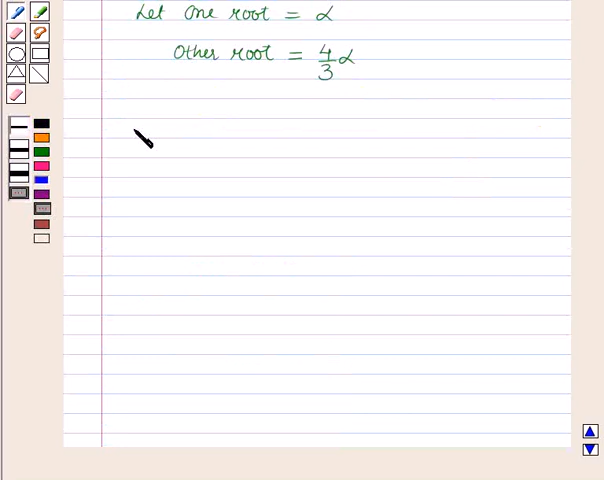 Let One root = α
Other root = 4/3 α